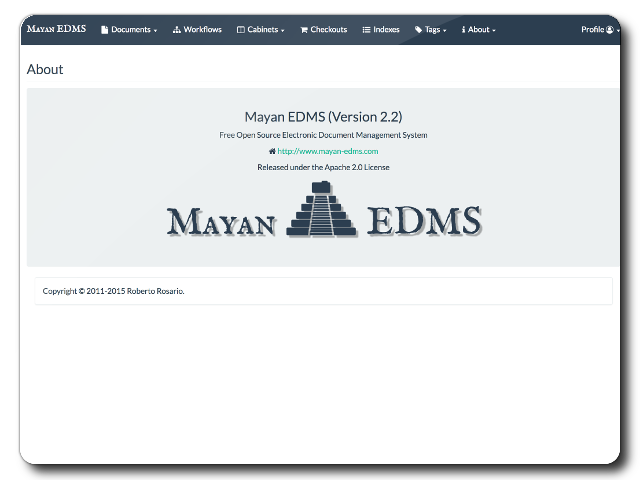 Mayan EDMS Documents Workflows Cabinets Checkouts Indexes Tags About Profile
About
Mayan EDMS (Version 2.2)
Free Open Source Electronic Document Management System
http://www.mayan-edms.com
Released under the Apache 2.0 License
Mayan EDMS
Copyright © 2011-2015 Roberto Rosario.